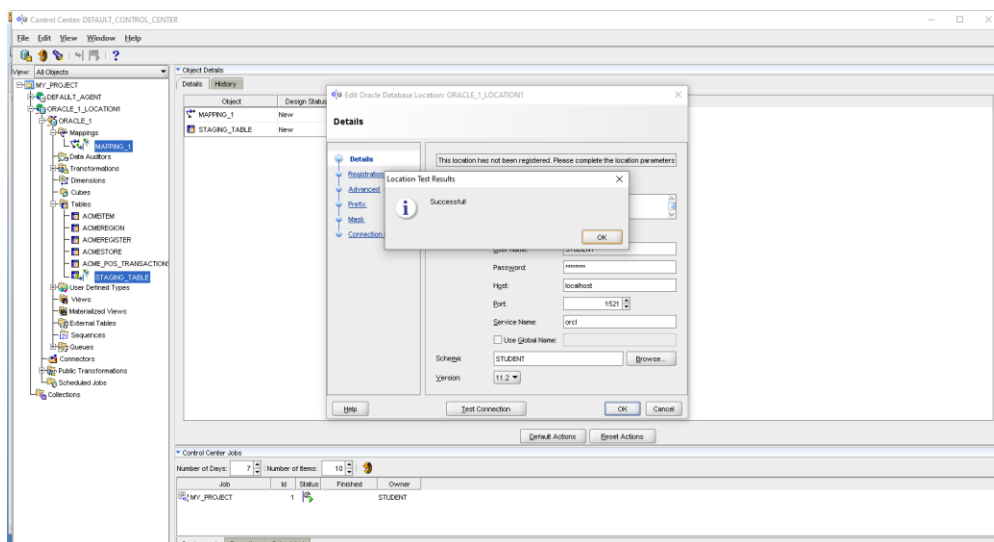 Control Center: DEFAULT_CONTROL_CENTER
File Edit View Window Help
View: All Objects
MY_PROJECT
DEFAULT_AGENT
ORACLE_1_LOCATION1
ORACLE_1
Mappings
MAPPING_1
Data Auditors
Transformations
Dimensions
Cubes
Tables
ACMEITEM
ACMEREGION
ACMEREGISTER
ACMESTORE
ACME_POS_TRANSACTIONS
STAGING_TABLE
User Defined Types
Views
Materialized Views
External Tables
Sequences
Queues
Connectors
Public Transformations
Scheduled Jobs
Collections
Object Details
Details History
Object Design Status
MAPPING_1 New
STAGING_TABLE New
Edit Oracle Database Location: ORACLE_1_LOCATION1
Details
Details
Registration
Advanced
Prefix
Mask
Connection
This location has not been registered. Please complete the location parameters
Location Test Results
Successful!
OK
User Name: STUDENT
Password: ********
Host: localhost
Port: 1521
Service Name: orcl
Use Global Name:
Schema: STUDENT Browse...
Version: 11.2
Help Test Connection OK Cancel
Default Actions Reset Actions
Control Center Jobs
Number of Days: 7 Number of Items: 10
Job Id Status Finished Owner
MY_PROJECT 1 STUDENT